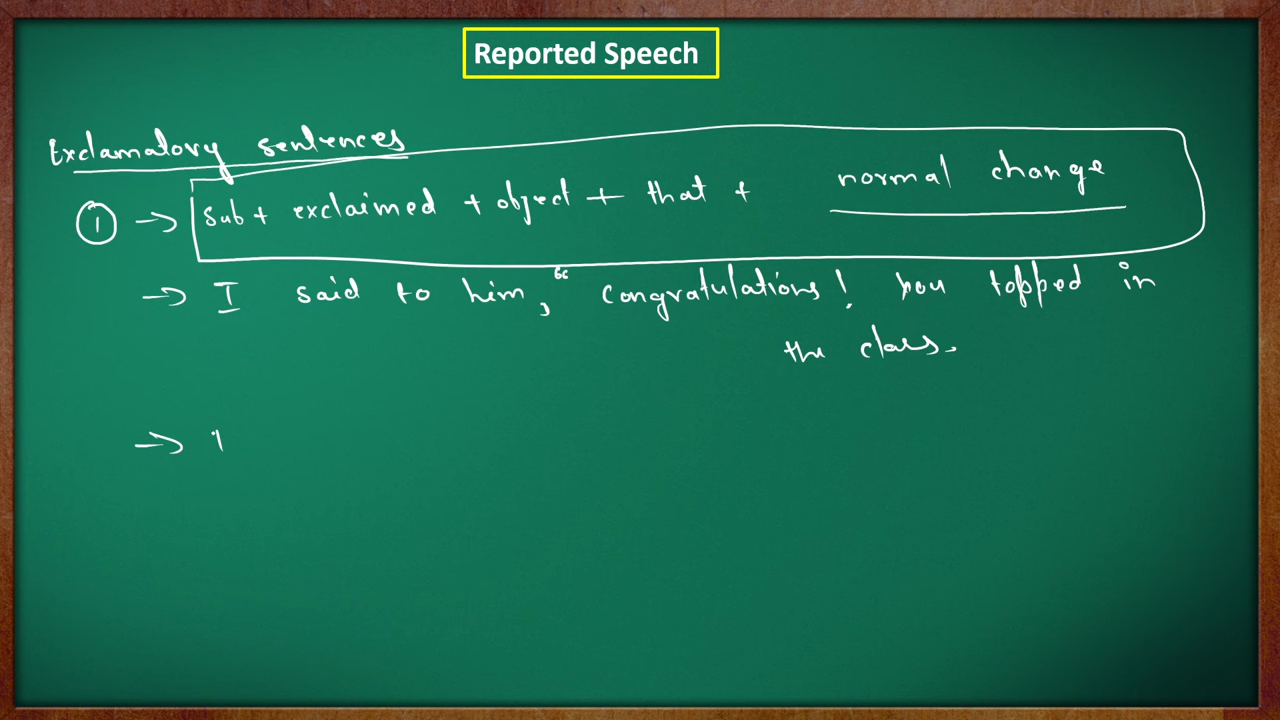 Reported Speech
Exclamatory sentences
① → sub + exclaimed + object + that + normal change
→ I said to him, “congratulations! you topped in
the class.
→ I